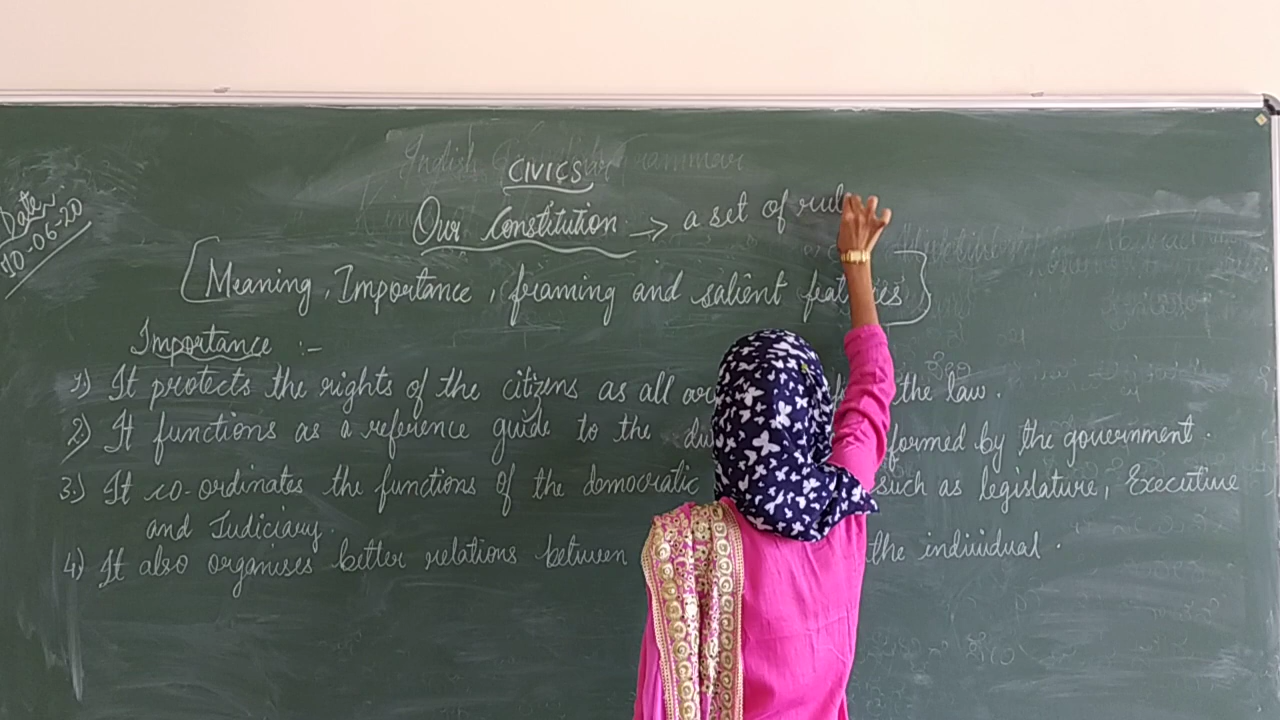 Date:
10-06-20
CIVICS
Our Constitution → a set of rul
[Meaning, Importance, framing and salient feat
Importance :-
1.) It protects the rights of the citizens as all the law.
2.) It functions as a reference guide to the formed by the government.
3.) It co-ordinates the functions of the democratic such as legislature, Executive
and Judiciary.
4.) It also organises better relations between the individual.